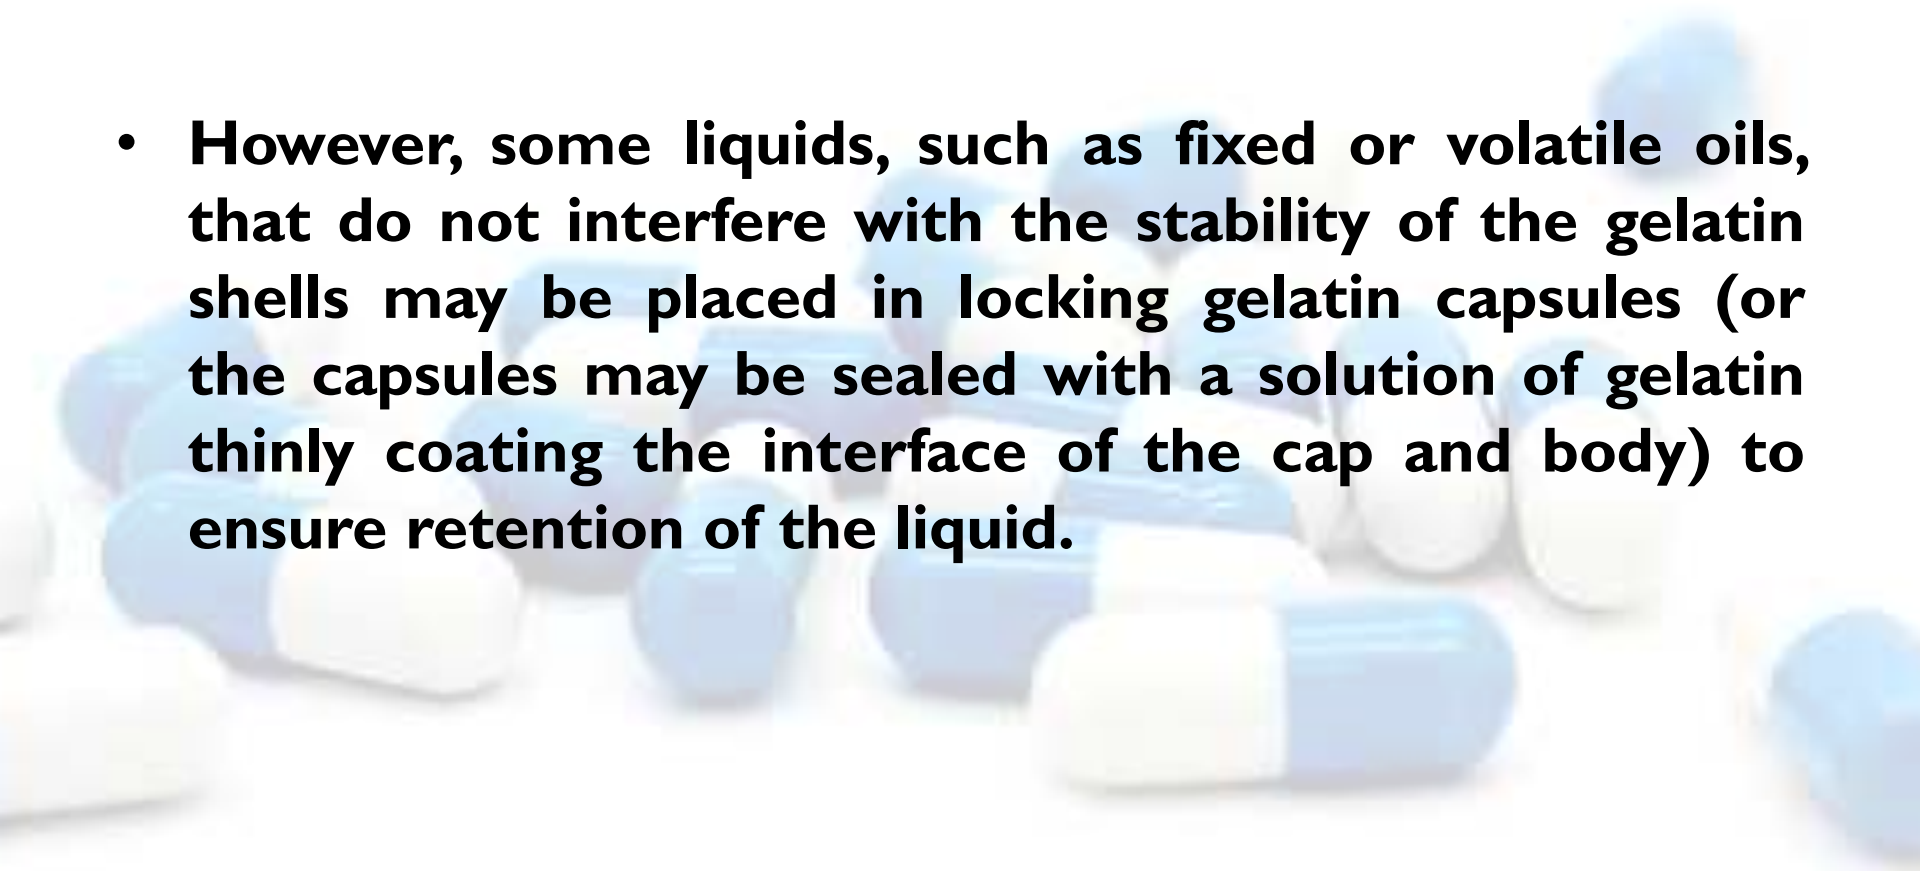 • However, some liquids, such as fixed or volatile oils,
that do not interfere with the stability of the gelatin
shells may be placed in locking gelatin capsules (or
the capsules may be sealed with a solution of gelatin
thinly coating the interface of the cap and body) to
ensure retention of the liquid.